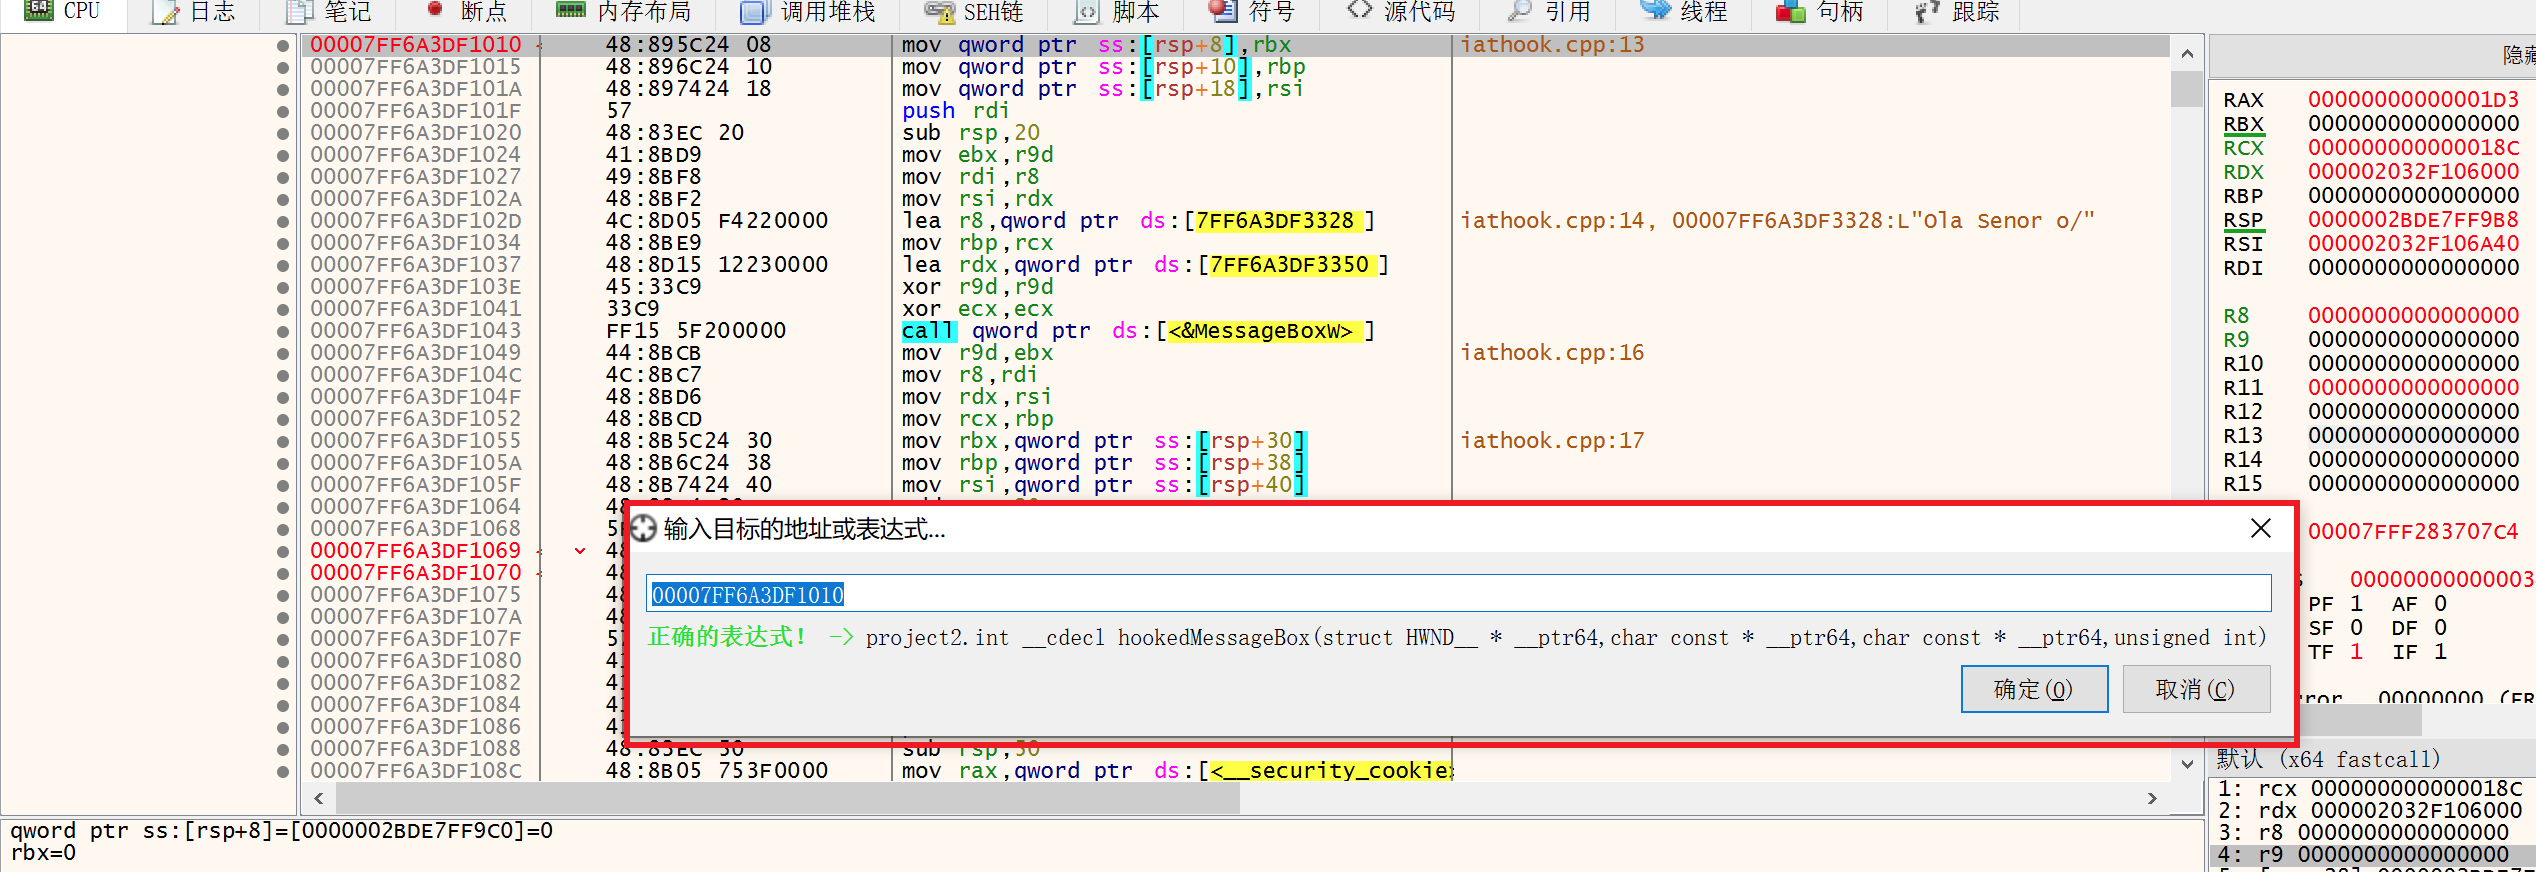 CPU 日志 笔记 断点 内存布局 调用堆栈 SEH链 脚本 符号 源代码 引用 线程 句柄 跟踪
00007FF6A3DF1010 48:895C24 08 mov qword ptr ss:[rsp+8],rbx iathook.cpp:13
00007FF6A3DF1015 48:896C24 10 mov qword ptr ss:[rsp+10],rbp
00007FF6A3DF101A 48:897424 18 mov qword ptr ss:[rsp+18],rsi
00007FF6A3DF101F 57 push rdi
00007FF6A3DF1020 48:83EC 20 sub rsp,20
00007FF6A3DF1024 41:8BD9 mov ebx,r9d
00007FF6A3DF1027 49:8BF8 mov rdi,r8
00007FF6A3DF102A 48:8BF2 mov rsi,rdx
00007FF6A3DF102D 4C:8D05 F4220000 lea r8,qword ptr ds:[7FF6A3DF3328] iathook.cpp:14, 00007FF6A3DF3328:L"Ola Senor o/"
00007FF6A3DF1034 48:8BE9 mov rbp,rcx
00007FF6A3DF1037 48:8D15 12230000 lea rdx,qword ptr ds:[7FF6A3DF3350]
00007FF6A3DF103E 45:33C9 xor r9d,r9d
00007FF6A3DF1041 33C9 xor ecx,ecx
00007FF6A3DF1043 FF15 5F200000 call qword ptr ds:[<&MessageBoxW>]
00007FF6A3DF1049 44:8BCB mov r9d,ebx iathook.cpp:16
00007FF6A3DF104C 4C:8BC7 mov r8,rdi
00007FF6A3DF104F 48:8BD6 mov rdx,rsi
00007FF6A3DF1052 48:8BCD mov rcx,rbp
00007FF6A3DF1055 48:8B5C24 30 mov rbx,qword ptr ss:[rsp+30] iathook.cpp:17
00007FF6A3DF105A 48:8B6C24 38 mov rbp,qword ptr ss:[rsp+38]
00007FF6A3DF105F 48:8B7424 40 mov rsi,qword ptr ss:[rsp+40]
00007FF6A3DF1064
00007FF6A3DF1068
00007FF6A3DF1069
00007FF6A3DF1070
00007FF6A3DF1075
00007FF6A3DF107A
00007FF6A3DF107F
00007FF6A3DF1080
00007FF6A3DF1082
00007FF6A3DF1084
00007FF6A3DF1086
00007FF6A3DF1088 48:83EC 50 sub rsp,50
00007FF6A3DF108C 48:8B05 753F0000 mov rax,qword ptr ds:[<__security_cookie>
输入目标的地址或表达式...
00007FF6A3DF1010
正确的表达式! -> project2.int __cdecl hookedMessageBox(struct HWND__ * __ptr64,char const * __ptr64,char const * __ptr64,unsigned int)
确定(O) 取消(C)
隐藏
RAX 00000000000001D3
RBX 0000000000000000
RCX 000000000000018C
RDX 000002032F106000
RBP 0000000000000000
RSP 0000002BDE7FF9B8
RSI 000002032F106A40
RDI 0000000000000000
R8 0000000000000000
R9 0000000000000000
R10 0000000000000000
R11 0000000000000000
R12 0000000000000000
R13 0000000000000000
R14 0000000000000000
R15 0000000000000000
00007FFF283707C4
PF 1 AF 0
SF 0 DF 0
TF 1 IF 1
默认 (x64 fastcall)
1: rcx 000000000000018C
2: rdx 000002032F106000
3: r8 0000000000000000
4: r9 0000000000000000
qword ptr ss:[rsp+8]=[0000002BDE7FF9C0]=0
rbx=0